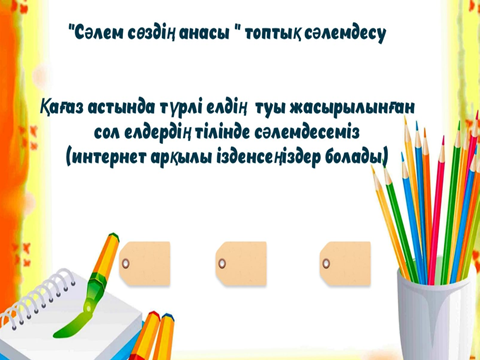 "Сәлем сөздің анасы " топтық сәлемдесу
Қағаз астында түрлі елдің туы жасырылынған
сол елдердің тілінде сәлемдесеміз
(интернет арқылы ізденсеңіздер болады)